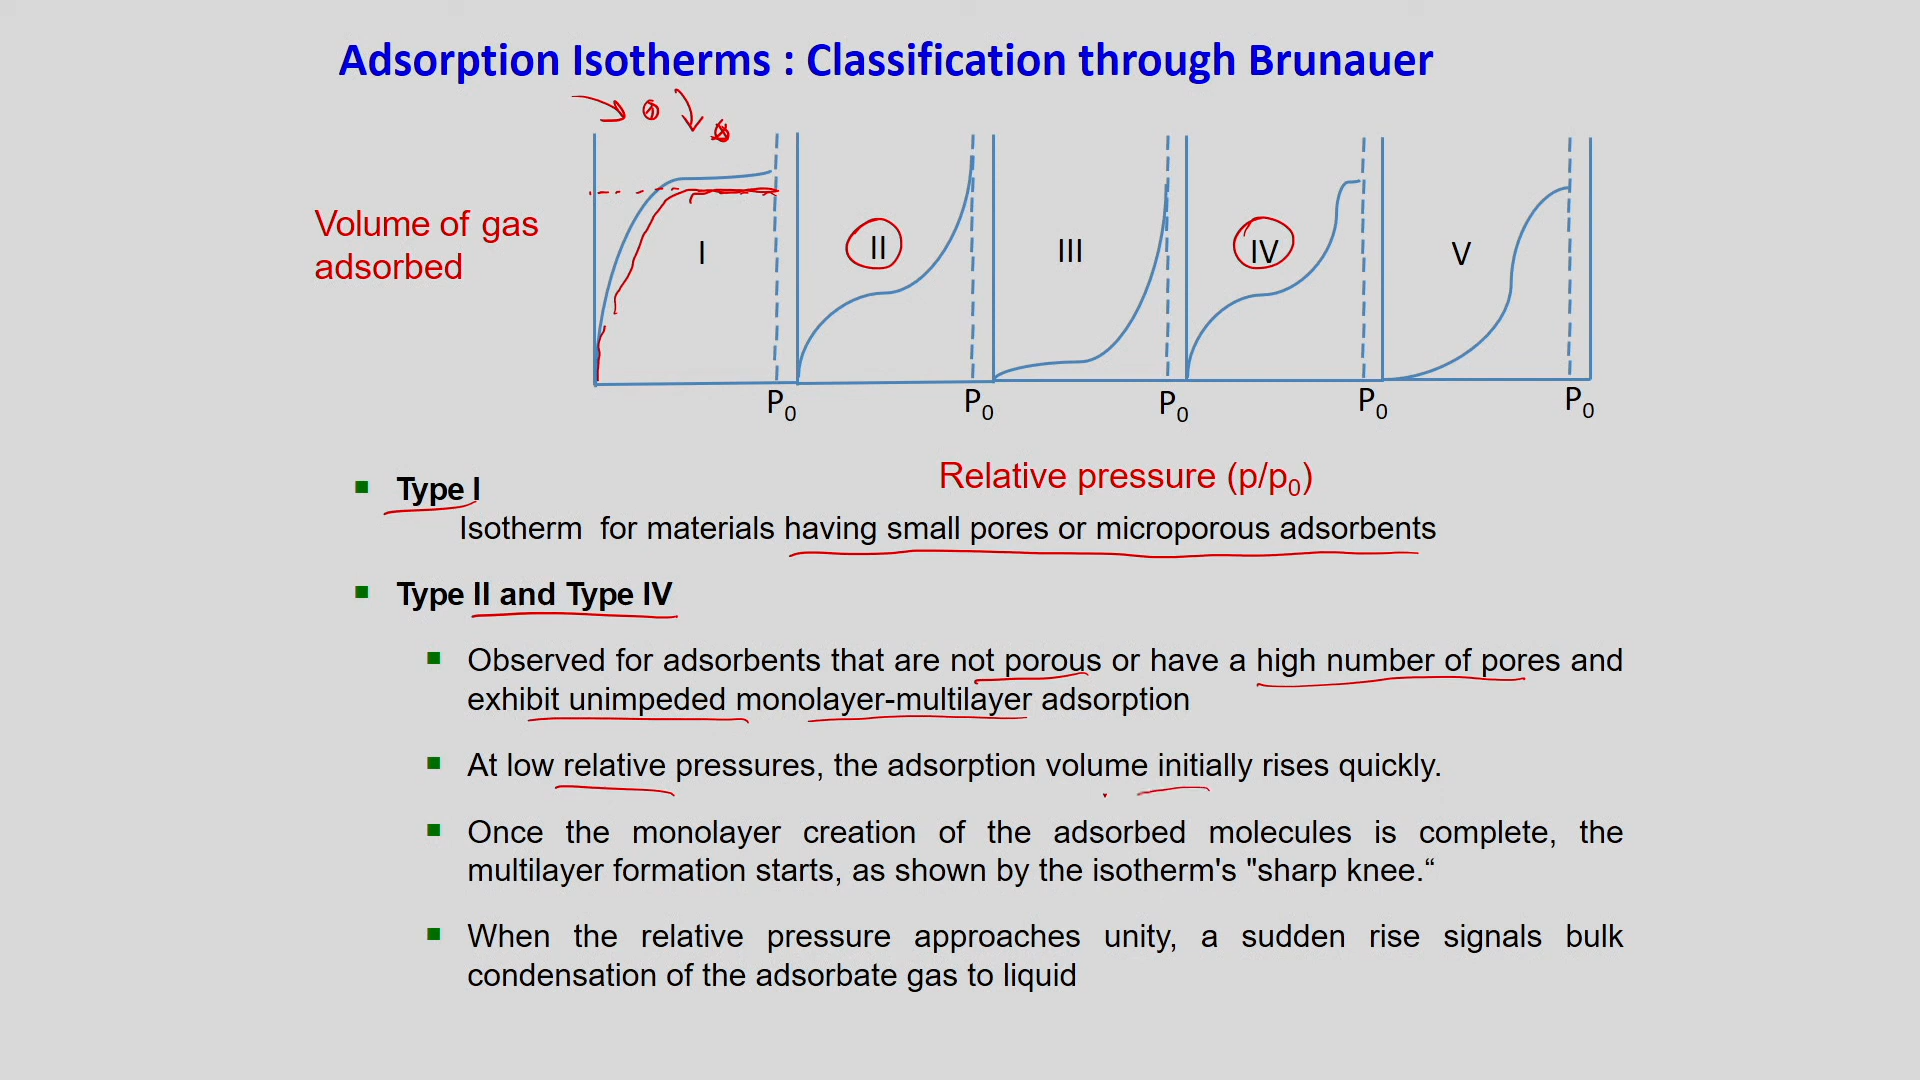 Adsorption Isotherms : Classification through Brunauer
Volume of gas
adsorbed
I
II
III
IV
V
P0
P0
P0
P0
P0
Relative pressure (p/p0)
Type I
Isotherm for materials having small pores or microporous adsorbents
Type II and Type IV
Observed for adsorbents that are not porous or have a high number of pores and
exhibit unimpeded monolayer-multilayer adsorption
At low relative pressures, the adsorption volume initially rises quickly.
Once the monolayer creation of the adsorbed molecules is complete, the
multilayer formation starts, as shown by the isotherm's "sharp knee.“
When the relative pressure approaches unity, a sudden rise signals bulk
condensation of the adsorbate gas to liquid